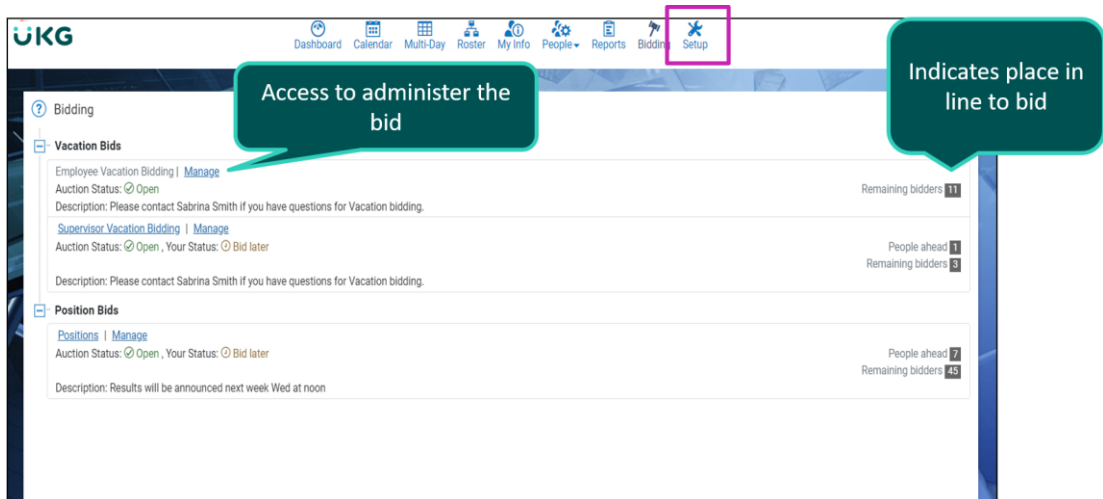 UKG
Dashboard Calendar Multi-Day Roster My Info People Reports Bidding Setup
Access to administer the
bid
Indicates place in
line to bid
? Bidding
Vacation Bids
Employee Vacation Bidding | Manage
Auction Status: Open
Remaining bidders 11
Description: Please contact Sabrina Smith if you have questions for Vacation bidding.
Supervisor Vacation Bidding | Manage
Auction Status: Open , Your Status: Bid later
People ahead 1
Remaining bidders 3
Description: Please contact Sabrina Smith if you have questions for Vacation bidding.
Position Bids
Positions | Manage
Auction Status: Open , Your Status: Bid later
People ahead 7
Remaining bidders 45
Description: Results will be announced next week Wed at noon